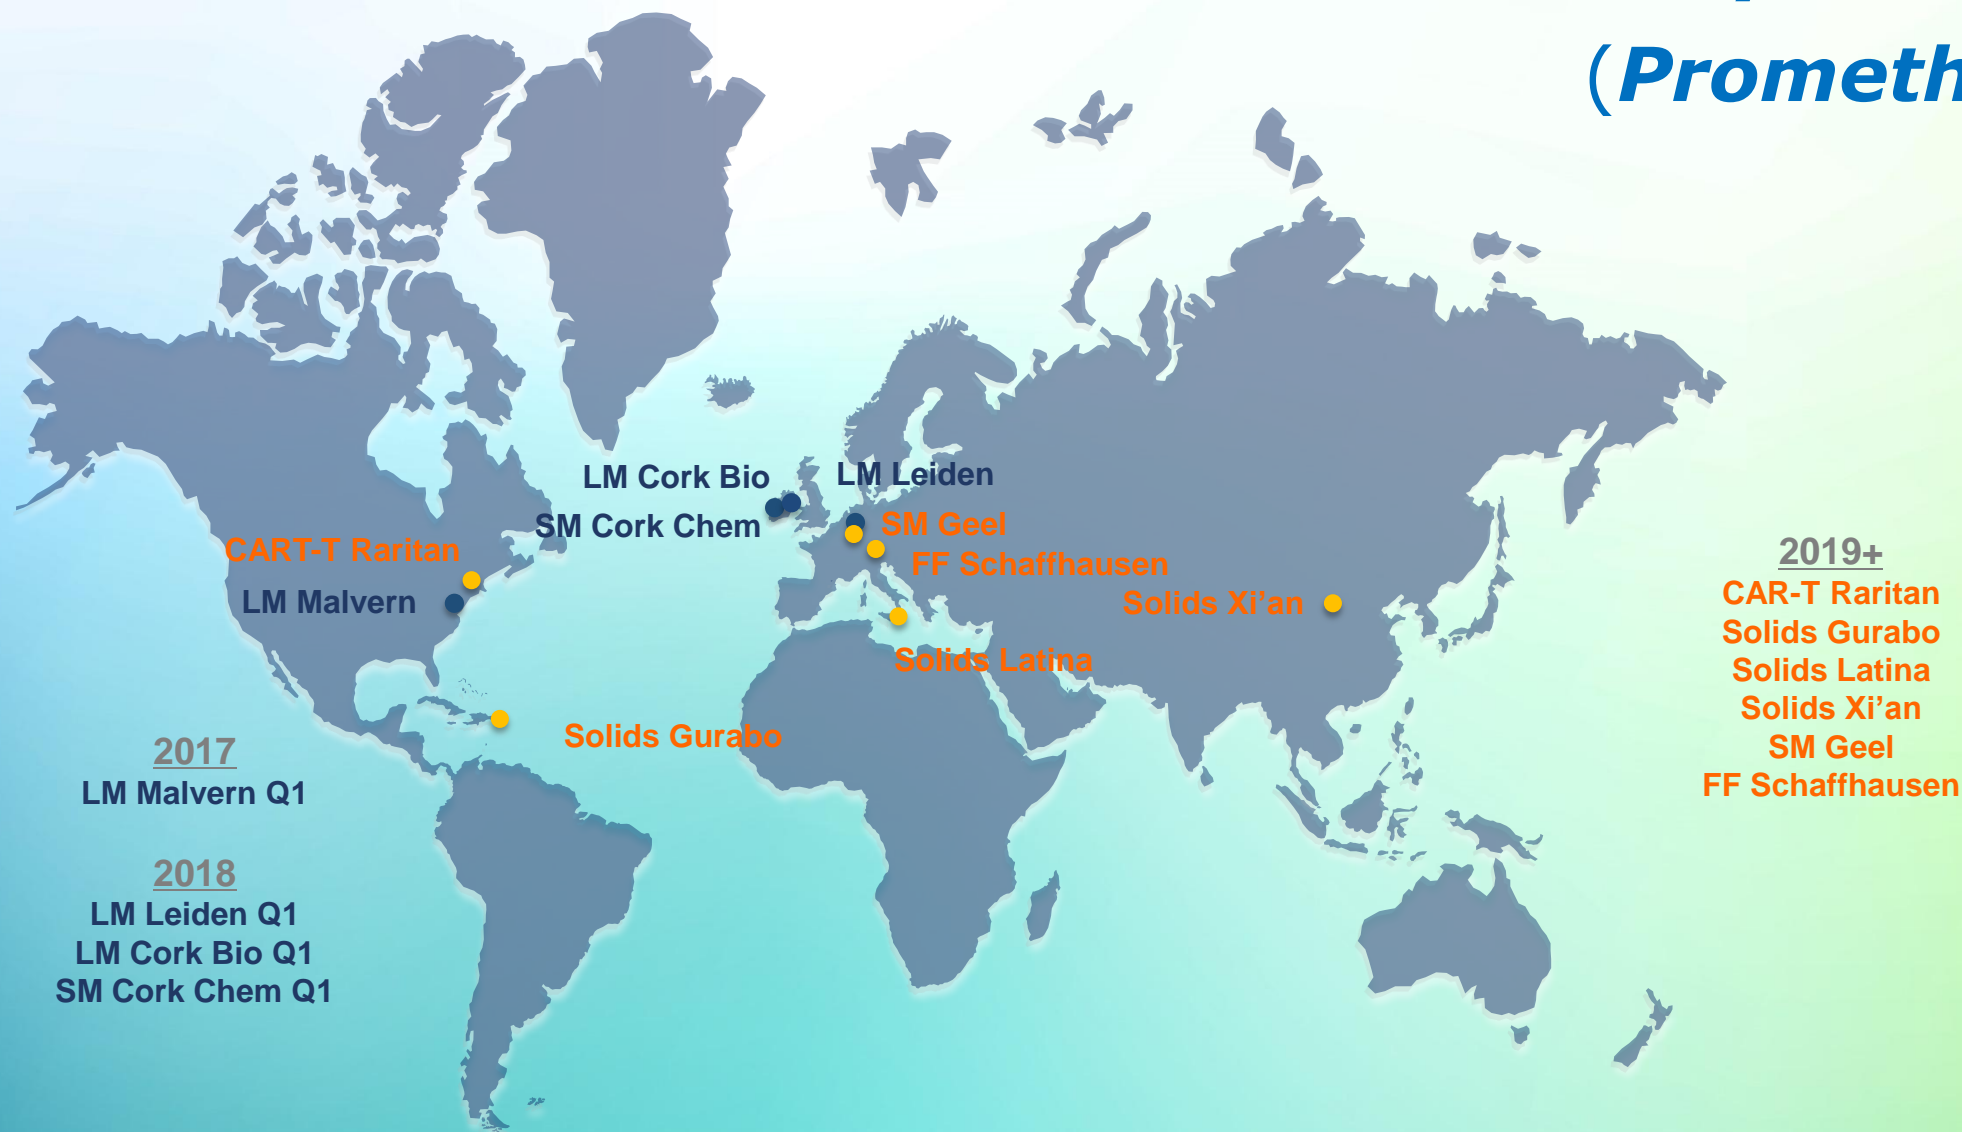 (Prometh
LM Cork Bio
LM Leiden
SM Cork Chem
SM Geel
CART-T Raritan
FF Schaffhausen
LM Malvern
Solids Xi’an
Solids Latina
Solids Gurabo
2017
LM Malvern Q1
2018
LM Leiden Q1
LM Cork Bio Q1
SM Cork Chem Q1
2019+
CAR-T Raritan
Solids Gurabo
Solids Latina
Solids Xi’an
SM Geel
FF Schaffhausen